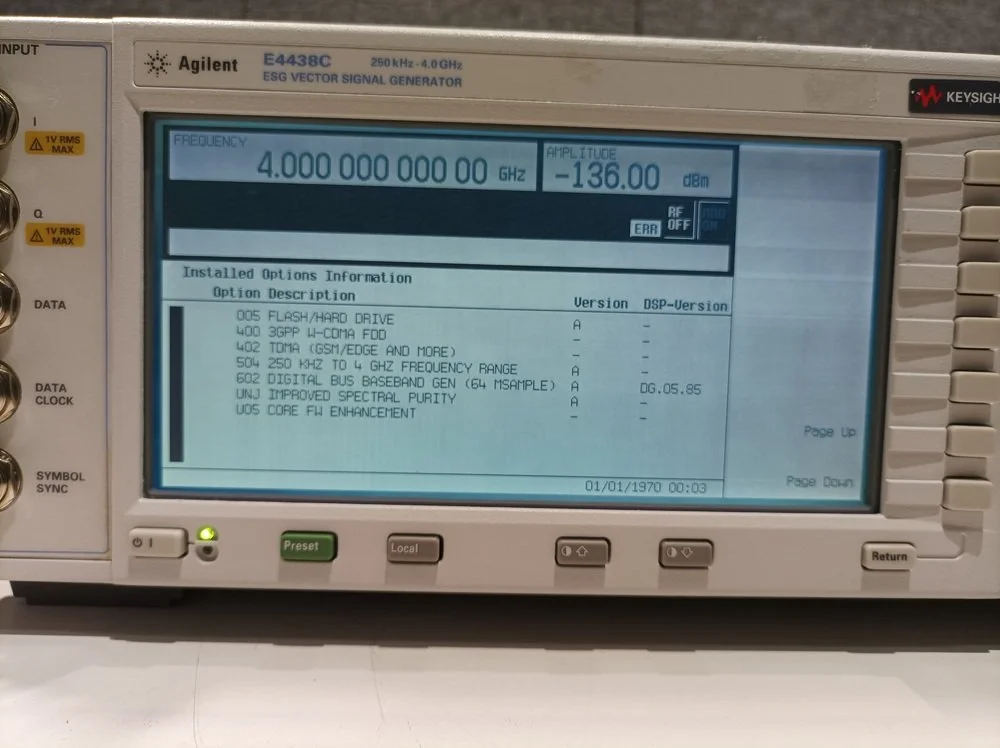 INPUT
Agilent E4438C 250 kHz - 4.0 GHz
ESG VECTOR SIGNAL GENERATOR
KEYSIGH
I
1V RMS
MAX
Q
1V RMS
MAX
DATA
DATA
CLOCK
SYMBOL
SYNC
FREQUENCY
4.000 000 000 00 GHz
AMPLITUDE
-136.00 dBm
ERR
RF
OFF
MOD
ON
Installed Options Information
Option Description Version DSP-Version
005 FLASH/HARD DRIVE A -
400 3GPP W-CDMA FDD - -
402 TDMA (GSM/EDGE AND MORE) - -
504 250 KHZ TO 4 GHZ FREQUENCY RANGE A -
602 DIGITAL BUS BASEBAND GEN (64 MSAMPLE) A DG.05.85
UNJ IMPROVED SPECTRAL PURITY A -
U05 CORE FW ENHANCEMENT - -
01/01/1970 00:03
Page Up
Page Down
Preset
Local
Return